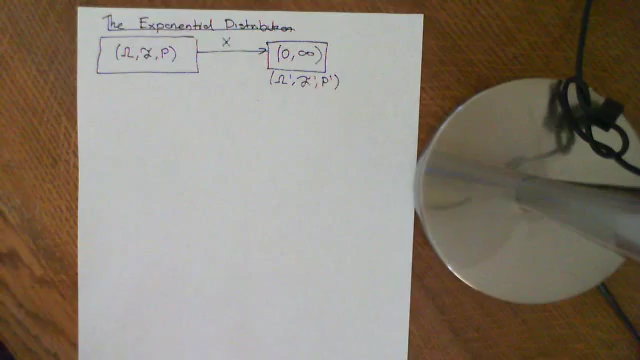 The Exponential Distribution
X
(Ω, F, P) (0, ∞)
(Ω', F', P')